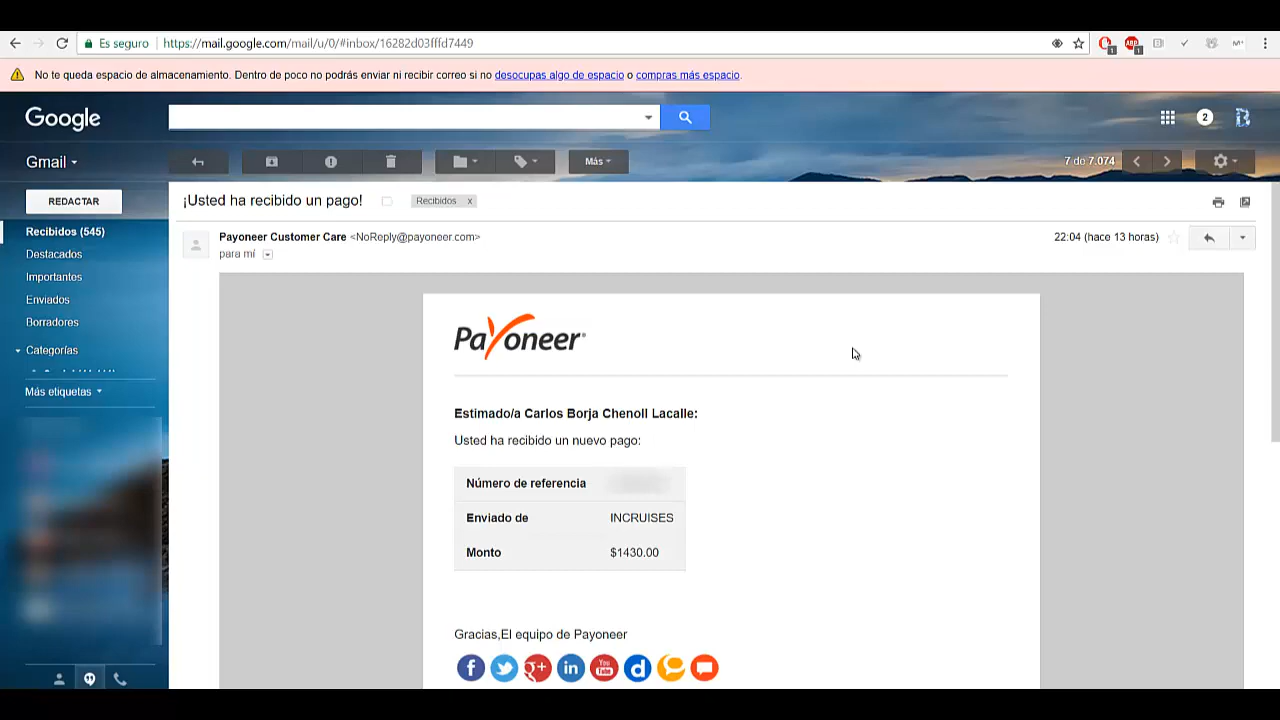 Es seguro https://mail.google.com/mail/u/0/#inbox/16282d03fffd7449
No te queda espacio de almacenamiento. Dentro de poco no podrás enviar ni recibir correo si no desocupas algo de espacio o compras más espacio.
Google
2
Gmail
Más
7 de 7.074
REDACTAR
¡Usted ha recibido un pago!
Recibidos x
Recibidos (545)
Payoneer Customer Care <NoReply@payoneer.com>
22:04 (hace 13 horas)
para mí
Destacados
Importantes
Enviados
Borradores
Categorías
Más etiquetas
Payoneer
Estimado/a Carlos Borja Chenoll Lacalle:
Usted ha recibido un nuevo pago:
Número de referencia
Enviado de INCRUISES
Monto $1430.00
Gracias,El equipo de Payoneer
You Tube